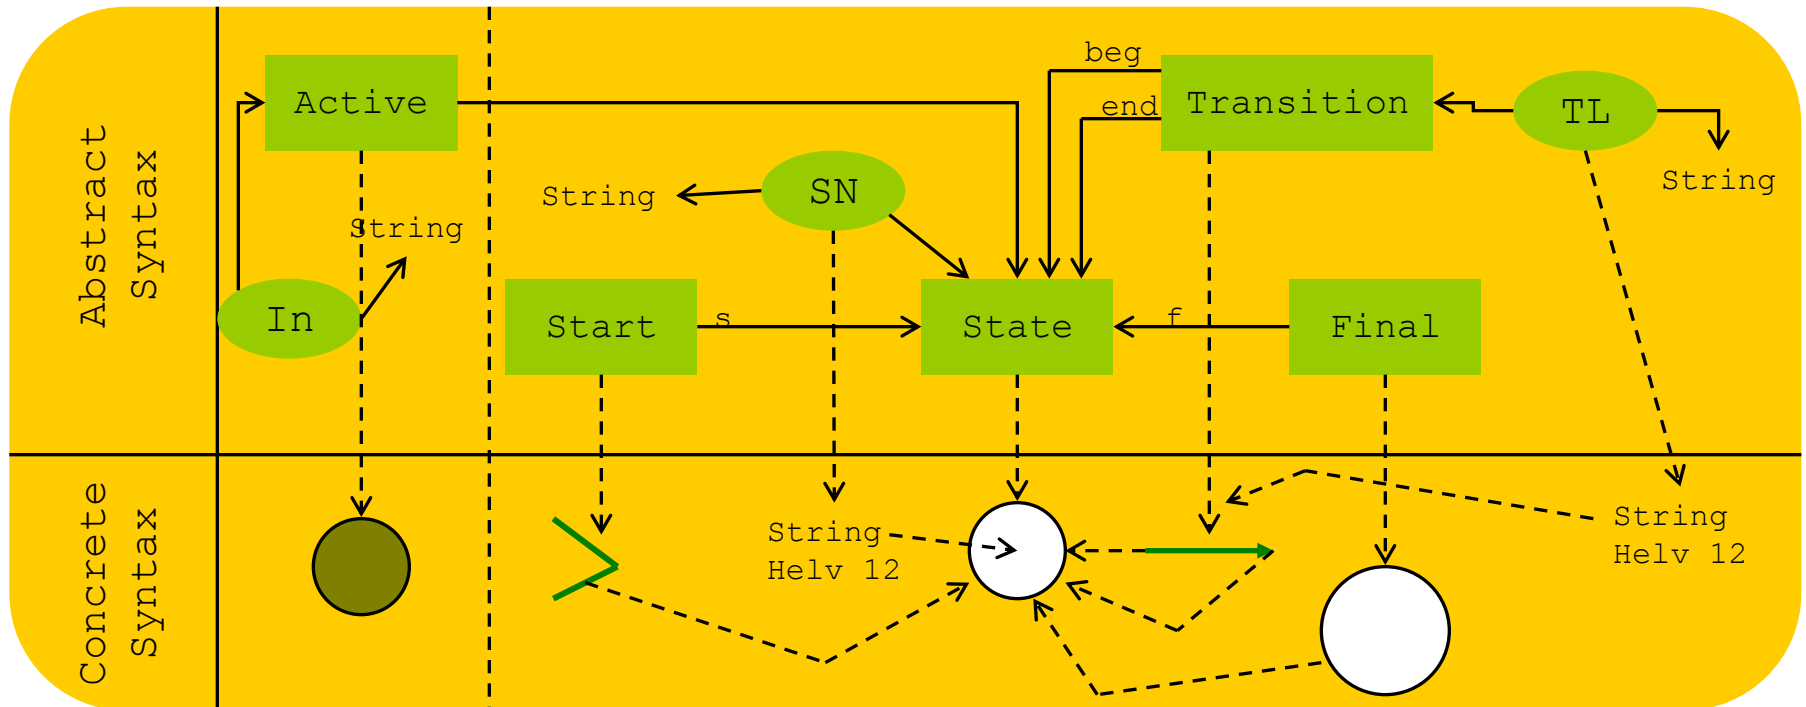 Abstract
Syntax
Active
beg
end
Transition
TL
String
SN
String
String
In
Start
s
State
f
Final
Concrete
Syntax
String
Helv 12
String
Helv 12